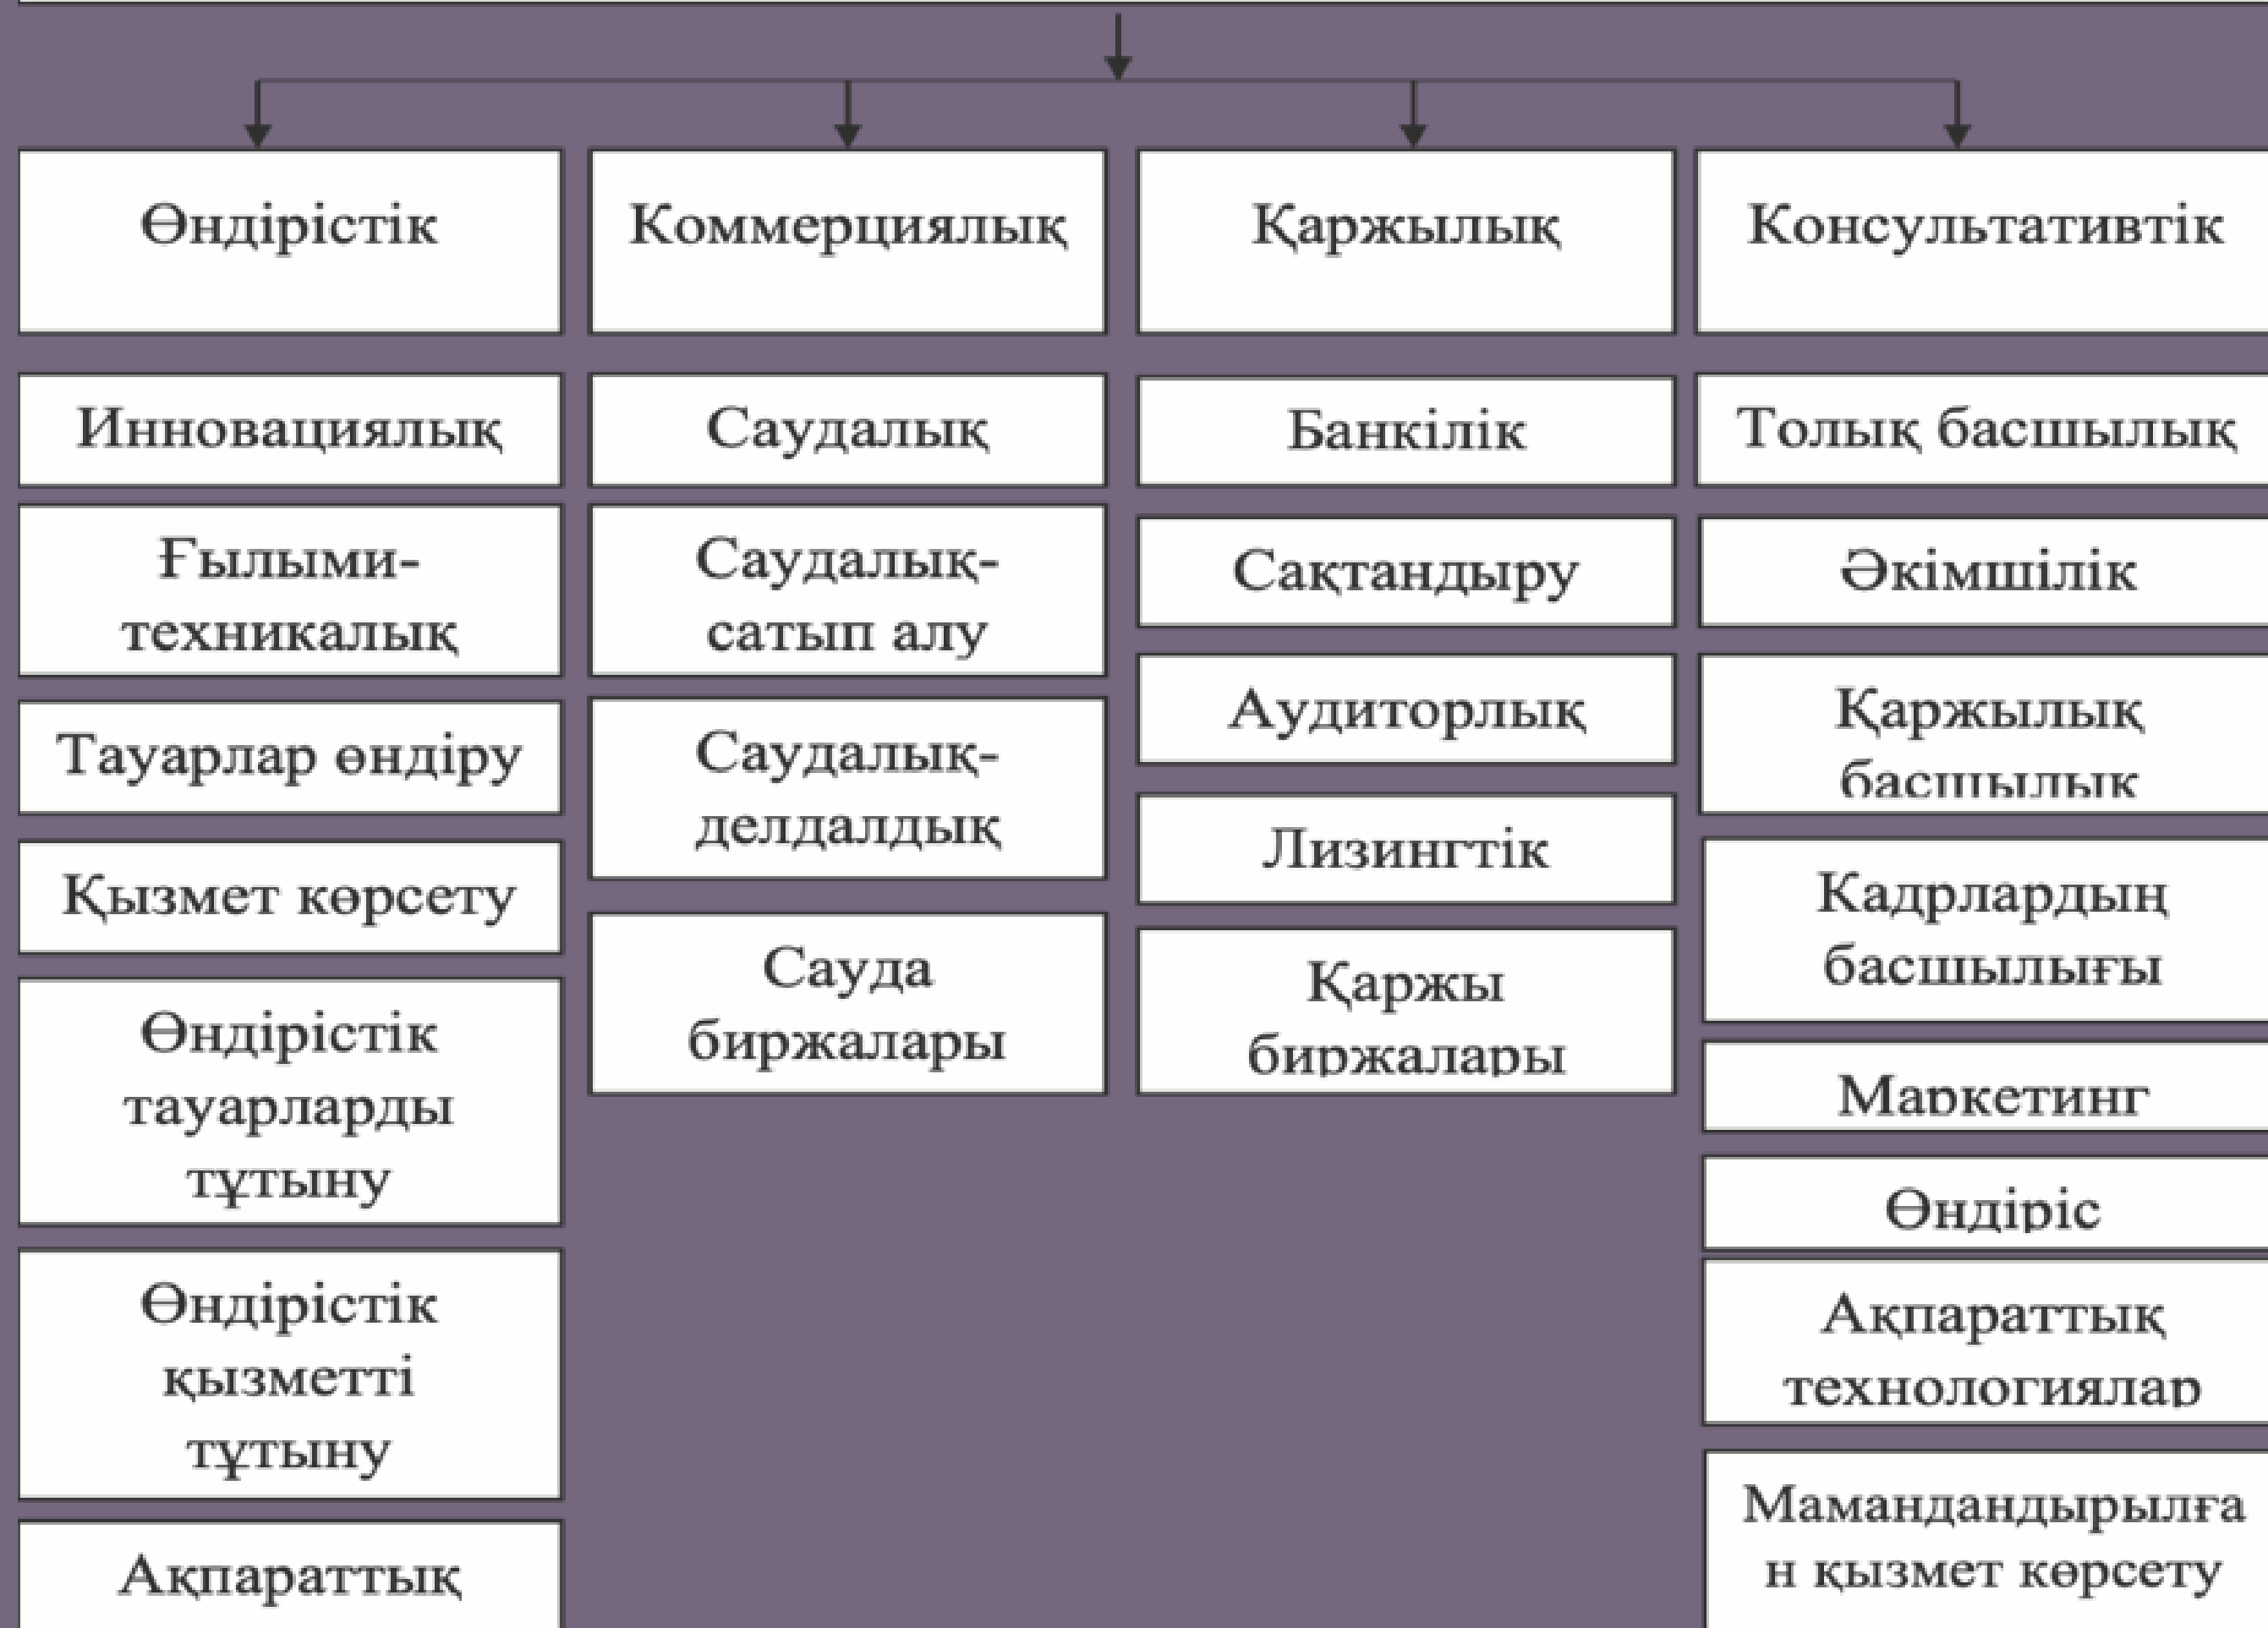 Өндірістік
Коммерциялық
Қаржылық
Консультативтік
Инновациялық
Ғылыми-
техникалық
Тауарлар өндіру
Қызмет көрсету
Өндірістік
тауарларды
тұтыну
Өндірістік
қызметті
тұтыну
Ақпараттық
Саудалық
Саудалық-
сатып алу
Саудалық-
делдалдық
Сауда
биржалары
Банкілік
Сақтандыру
Аудиторлық
Лизингтік
Қаржы
биржалары
Толық басшылық
Әкімшілік
Қаржылық
басшылық
Кадрлардың
басшылығы
Маркетинг
Өндіріс
Ақпараттық
технологиялар
Мамандандырылға
н қызмет көрсету